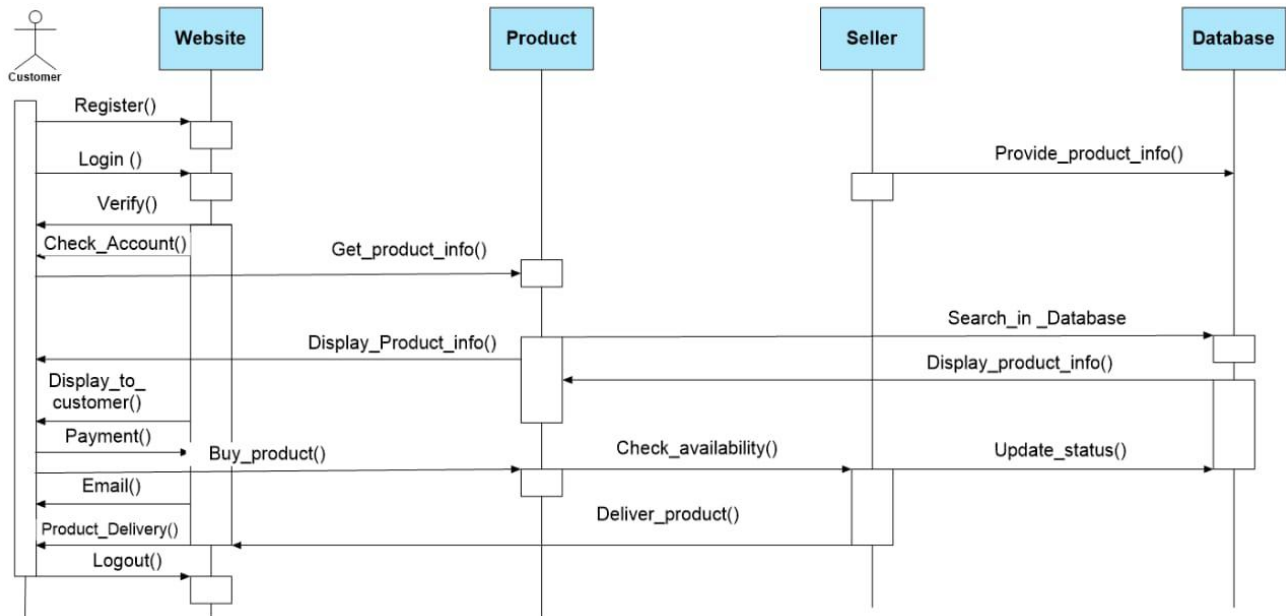 Website
Product
Seller
Database
Customer
Register()
Login ()
Provide_product_info()
Verify()
Check_Account()
Get_product_info()
Search_in _Database
Display_Product_info()
Display_product_info()
Display_to_
customer()
Payment()
Buy_product()
Check_availability()
Update_status()
Email()
Deliver_product()
Product_Delivery()
Logout()